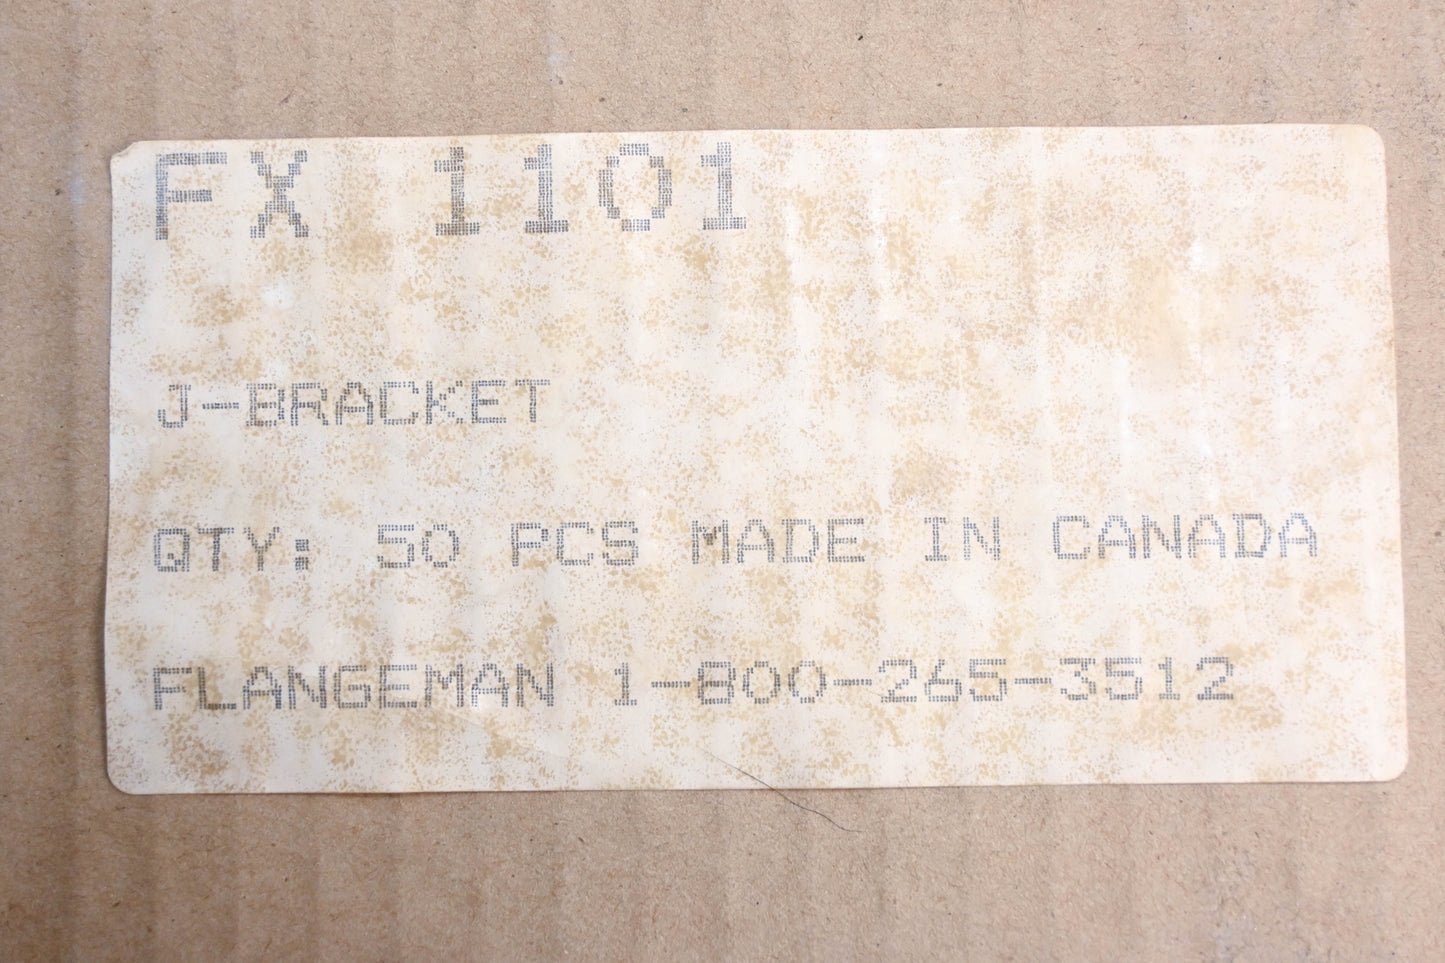 FX 1101
J-BRACKET
QTY: 50 PCS MADE IN CANADA
FLANGEMAN 1-800-265-3512